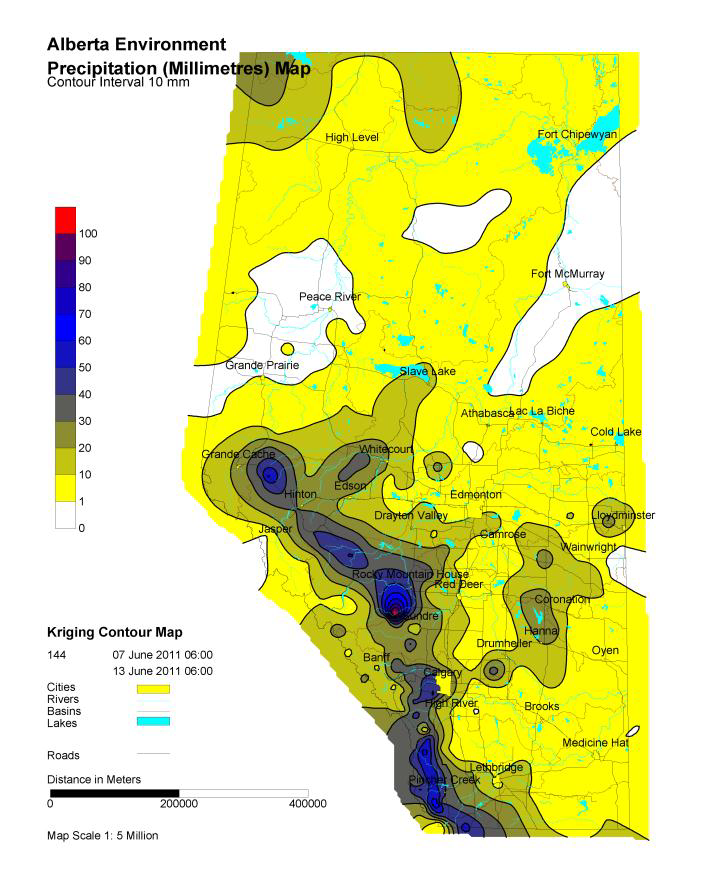 Alberta Environment
Precipitation (Millimetres) Map
Contour Interval 10 mm
High Level
Fort Chipewyan
100
90
80
70
60
50
40
30
20
10
1
0
Fort McMurray
Peace River
Grande Prairie
Slave Lake
Athabasca
Lac La Biche
Cold Lake
Grande Cache
Whitecourt
Edson
Hinton
Edmonton
Drayton Valley
Lloydminster
Jasper
Camrose
Wainwright
Rocky Mountain House
Red Deer
Coronation
Hanna
Drumheller
Oyen
Banff
Calgary
High River
Brooks
Medicine Hat
Lethbridge
Pincher Creek
Kriging Contour Map
144 07 June 2011 06:00
13 June 2011 06:00
Cities
Rivers
Basins
Lakes
Roads
Distance in Meters
0 200000 400000
Map Scale 1: 5 Million